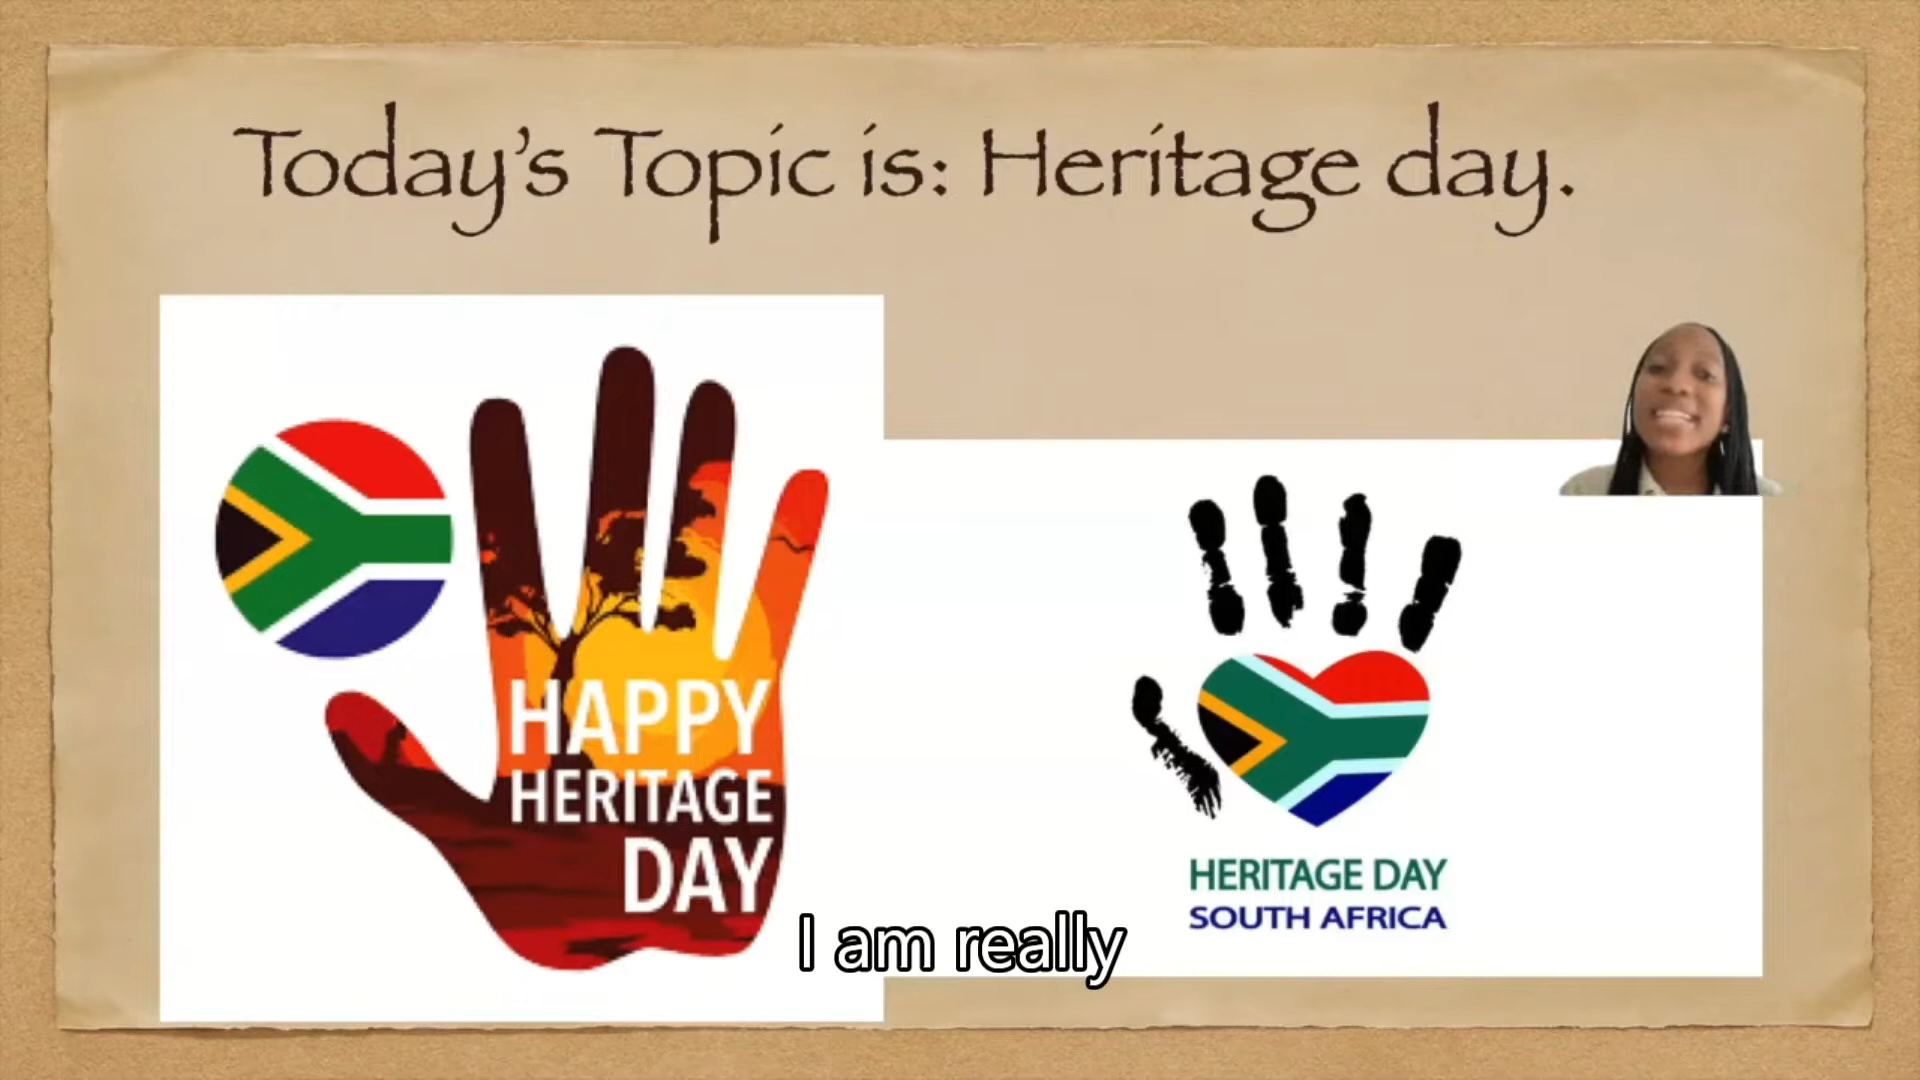 Today's Topic is: Heritage day.
HAPPY
HERITAGE
DAY
HERITAGE DAY
SOUTH AFRICA
I am really